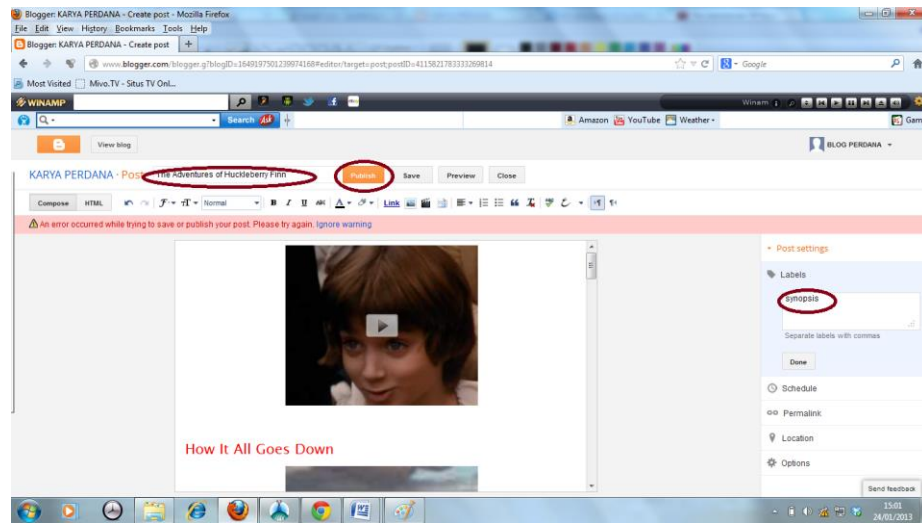 Blogger: KARYA PERDANA - Create post - Mozilla Firefox
File Edit View History Bookmarks Tools Help
Blogger: KARYA PERDANA - Create post
www.blogger.com/blogger.g?blogID=1649197501239974168#editor/target=post;postID=4115821783333269814
Google
Most Visited Mivo.TV - Situs TV Onl...
WINAMP
Search
Amazon YouTube Weather
Gam
View blog
BLOG PERDANA
KARYA PERDANA · Post
The Adventures of Huckleberry Finn
Publish Save Preview Close
Compose HTML Normal B I U ABC A Link
An error occurred while trying to save or publish your post. Please try again. Ignore warning
Post settings
Labels
synopsis
Separate labels with commas
Done
Schedule
Permalink
Location
Options
How It All Goes Down
Send feedback
15:01
24/01/2013